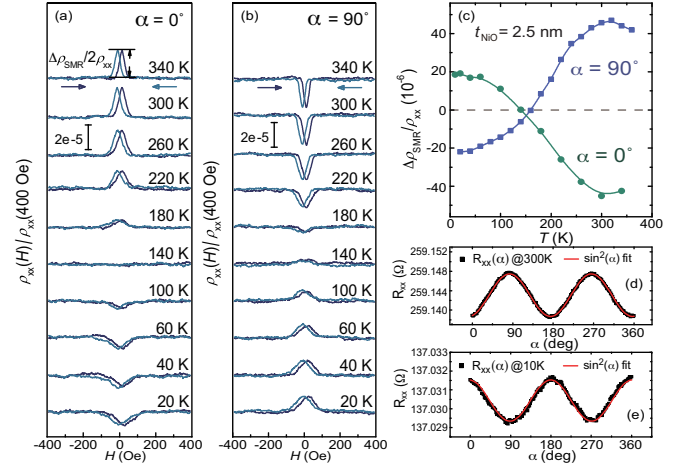 (a)
α = 0°
Δρ_SMR/2ρ_xx
340 K
300 K
2e-5
260 K
220 K
180 K
140 K
100 K
60 K
40 K
20 K
ρ_xx(H)/ρ_xx(400 Oe)
-400 -200 0 200 400
H (Oe)
(b)
α = 90°
340 K
300 K
2e-5
260 K
220 K
180 K
140 K
100 K
60 K
40 K
20 K
ρ_xx(H)/ρ_xx(400 Oe)
-400 -200 0 200 400
H (Oe)
(c)
t_NiO = 2.5 nm
α = 90°
α = 0°
Δρ_SMR/ρ_xx (10^-6)
40
20
0
-20
-40
0 100 200 300 400
T (K)
R_xx(α) @300K
sin²(α) fit
(d)
R_xx (Ω)
259.152
259.148
259.144
259.140
0 90 180 270 360
α (deg)
R_xx(α) @10K
sin²(α) fit
(e)
R_xx (Ω)
137.033
137.031
137.029
137.027
0 90 180 270 360
α (deg)